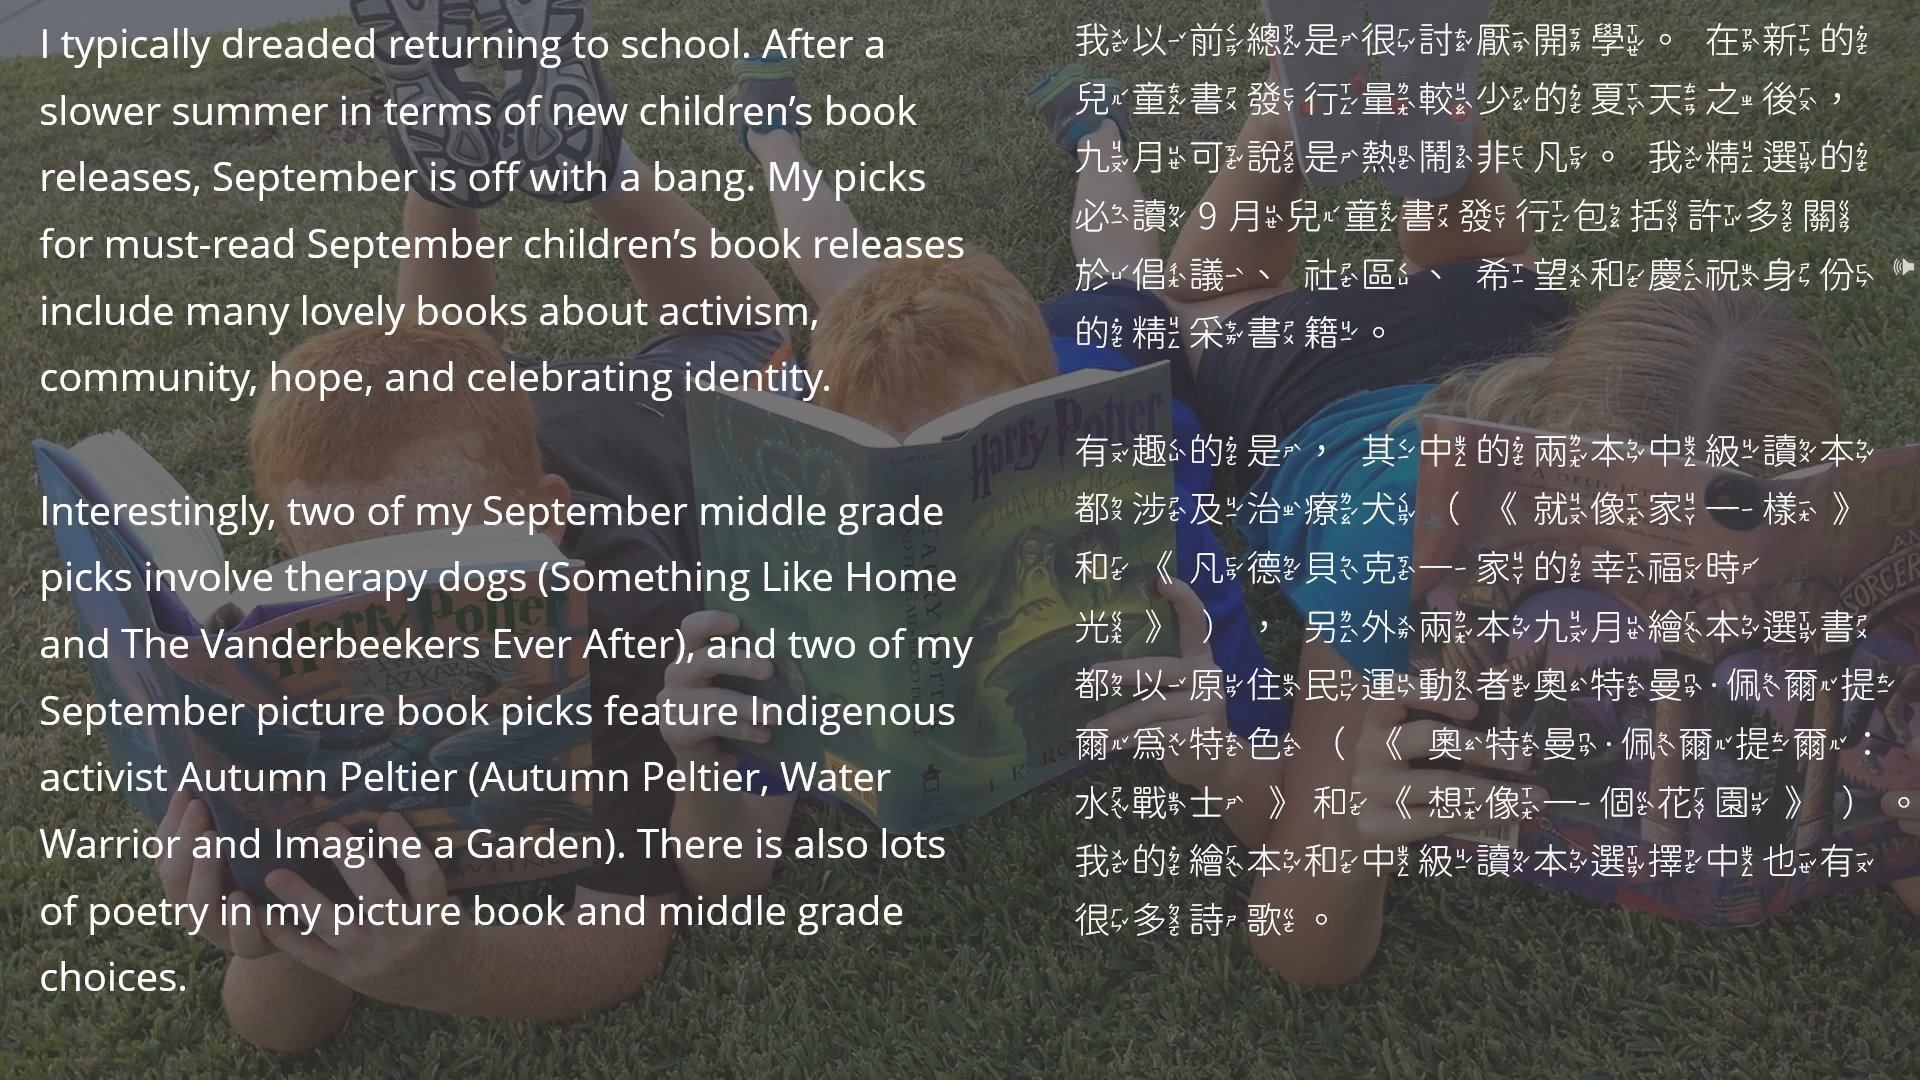 I typically dreaded returning to school. After a
slower summer in terms of new children’s book
releases, September is off with a bang. My picks
for must-read September children’s book releases
include many lovely books about activism,
community, hope, and celebrating identity.
Interestingly, two of my September middle grade
picks involve therapy dogs (Something Like Home
and The Vanderbeekers Ever After), and two of my
September picture book picks feature Indigenous
activist Autumn Peltier (Autumn Peltier, Water
Warrior and Imagine a Garden). There is also lots
of poetry in my picture book and middle grade
choices.
我以前總是很討厭開學。 在新的
兒童書發行量較少的夏天之後，
九月可說是熱鬧非凡。 我精選的
必讀 9 月兒童書發行包括許多關
於倡議、 社區、 希望和慶祝身份
的精采書籍。
有趣的是， 其中的兩本中級讀本
都涉及治療犬（《就像家一樣》
和《凡德貝克一家的幸福時
光》）， 另外兩本九月繪本選書
都以原住民運動者奧特曼·佩爾提
爾為特色（《奧特曼·佩爾提爾：
水戰士》和《想像一個花園》）。
我的繪本和中級讀本選擇中也有
很多詩歌。
Harry Potter
Harry Potter
AZKABAN